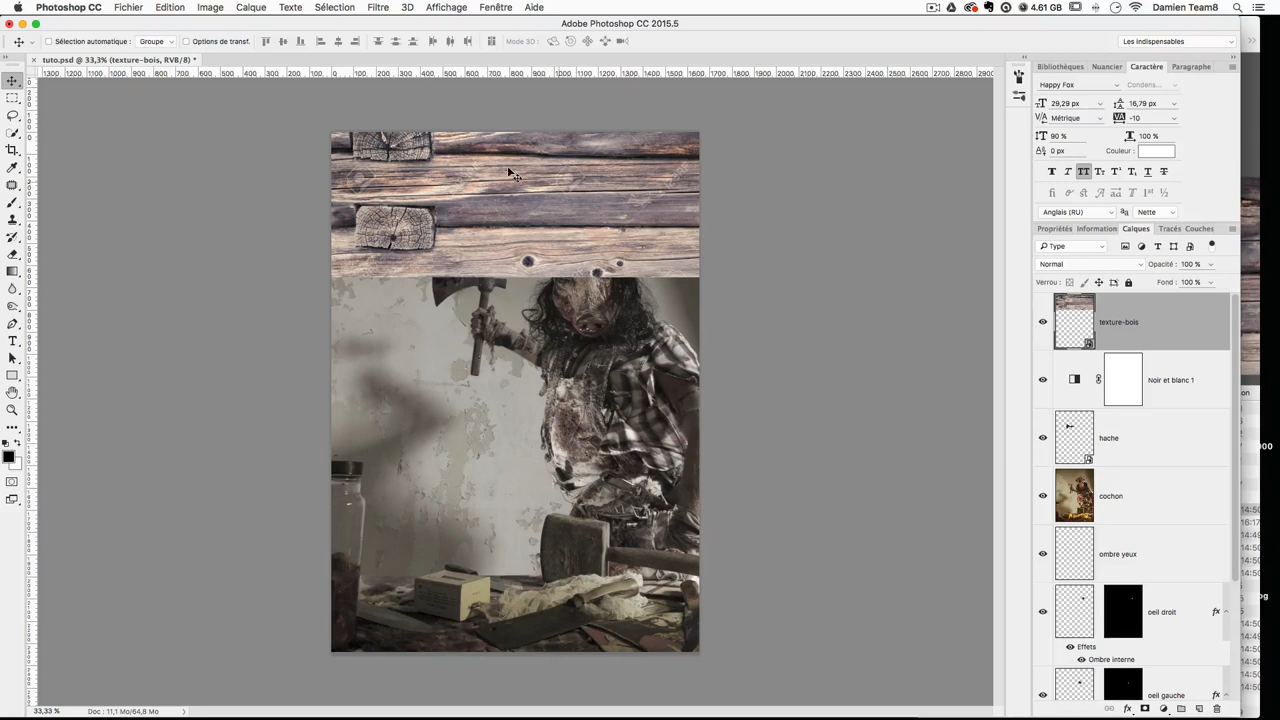 Photoshop CC Fichier Edition Image Calque Texte Sélection Filtre 3D Affichage Fenêtre Aide 4.61 GB Damien Team8
Adobe Photoshop CC 2015.5
Sélection automatique : Groupe Options de transf. Mode 3D : Les indispensables
tuto.psd @ 33,3% (texture-bois, RVB/8) *
Bibliothèques Nuancier Caractère Paragraphe
Happy Fox Condens...
29,29 px 16,79 px
Métrique -10
90 % 100 %
0 px Couleur :
Anglais (RU) Nette
Propriétés Information Calques Tracés Couches
Type
Normal Opacité : 100 %
Verrou : Fond : 100 %
texture-bois
Noir et blanc 1
hache
cochon
ombre yeux
oeil droit fx
Effets
Ombre interne
oeil gauche fx
33,33 % Doc : 11,1 Mo/64,8 Mo